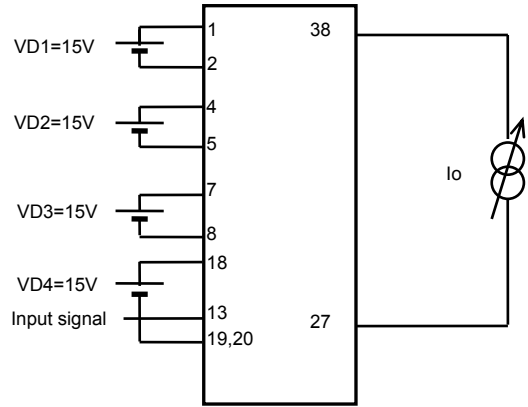 1
38
VD1=15V
2
4
VD2=15V
5
7
Io
VD3=15V
8
18
VD4=15V
Input signal
13
27
19,20